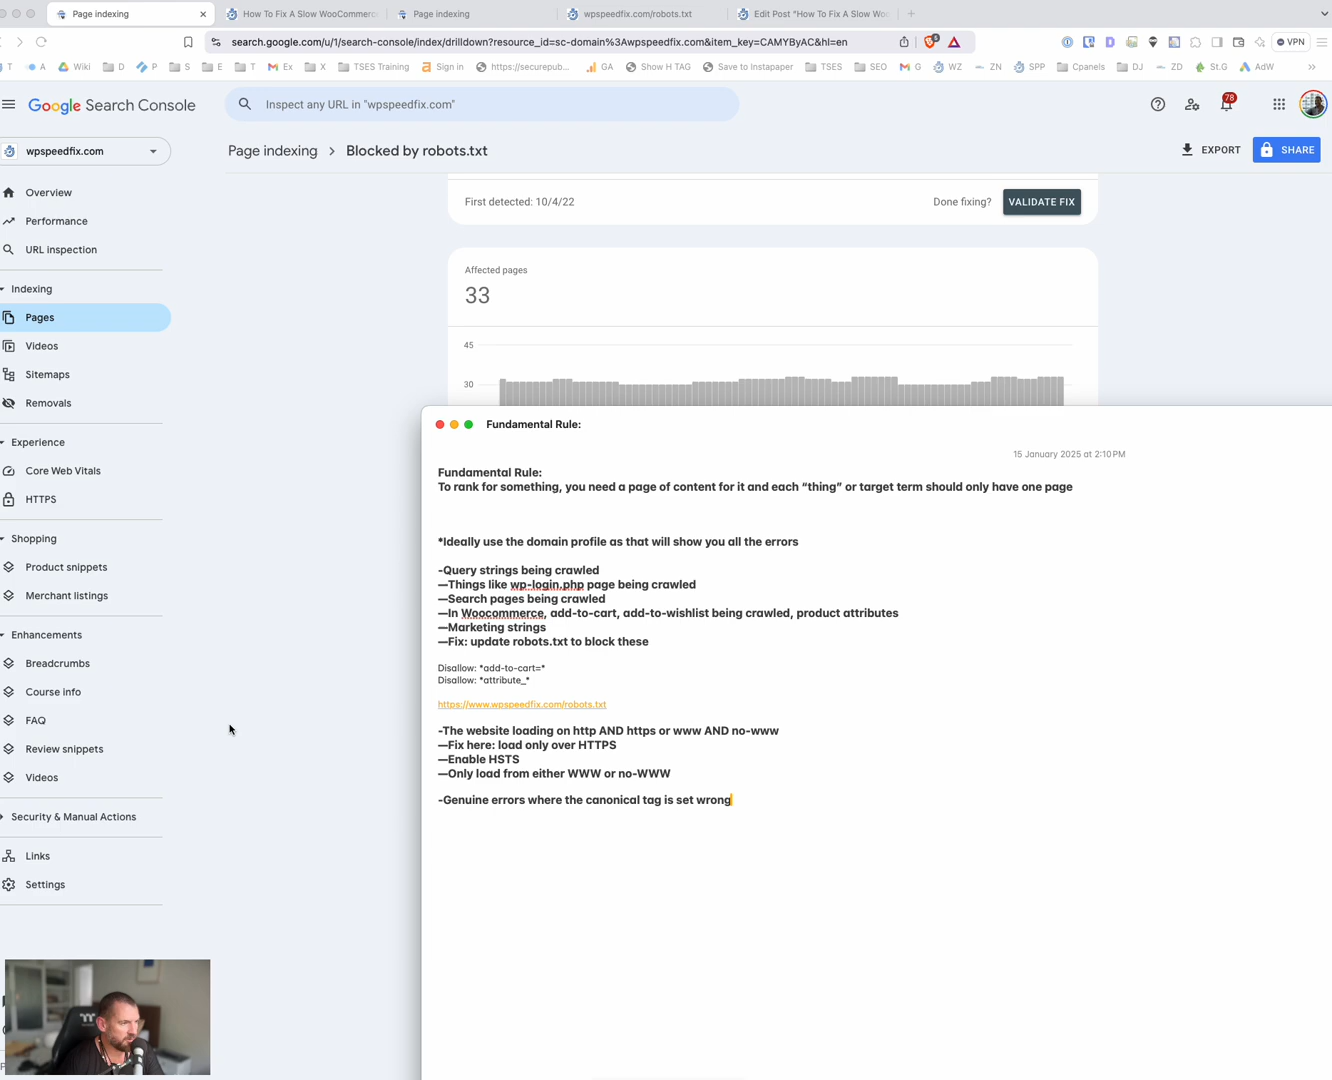 Page indexing
How To Fix A Slow WooCommerc
Page indexing
wpspeedfix.com/robots.txt
Edit Post "How To Fix A Slow Woo
search.google.com/u/1/search-console/index/drilldown?resource_id=sc-domain%3Awpspeedfix.com&item_key=CAMYByAC&hl=en
VPN
T
A
Wiki
D
P
S
E
T
Ex
X
TSES Training
Sign in
https://securepub...
GA
Show H TAG
Save to Instapaper
TSES
SEO
G
WZ
ZN
SPP
Cpanels
DJ
ZD
St.G
AdW
Google Search Console
Inspect any URL in "wpspeedfix.com"
78
wpspeedfix.com
Page indexing
Blocked by robots.txt
EXPORT
SHARE
Overview
Performance
URL inspection
Indexing
Pages
Videos
Sitemaps
Removals
Experience
Core Web Vitals
HTTPS
Shopping
Product snippets
Merchant listings
Enhancements
Breadcrumbs
Course info
FAQ
Review snippets
Videos
Security & Manual Actions
Links
Settings
First detected: 10/4/22
Done fixing?
VALIDATE FIX
Affected pages
33
45
30
Fundamental Rule:
15 January 2025 at 2:10 PM
Fundamental Rule:
To rank for something, you need a page of content for it and each “thing” or target term should only have one page
*Ideally use the domain profile as that will show you all the errors
-Query strings being crawled
—Things like wp-login.php page being crawled
—Search pages being crawled
—In Woocommerce, add-to-cart, add-to-wishlist being crawled, product attributes
—Marketing strings
—Fix: update robots.txt to block these
Disallow: *add-to-cart=*
Disallow: *attribute_*
https://www.wpspeedfix.com/robots.txt
-The website loading on http AND https or www AND no-www
—Fix here: load only over HTTPS
—Enable HSTS
—Only load from either WWW or no-WWW
-Genuine errors where the canonical tag is set wrong